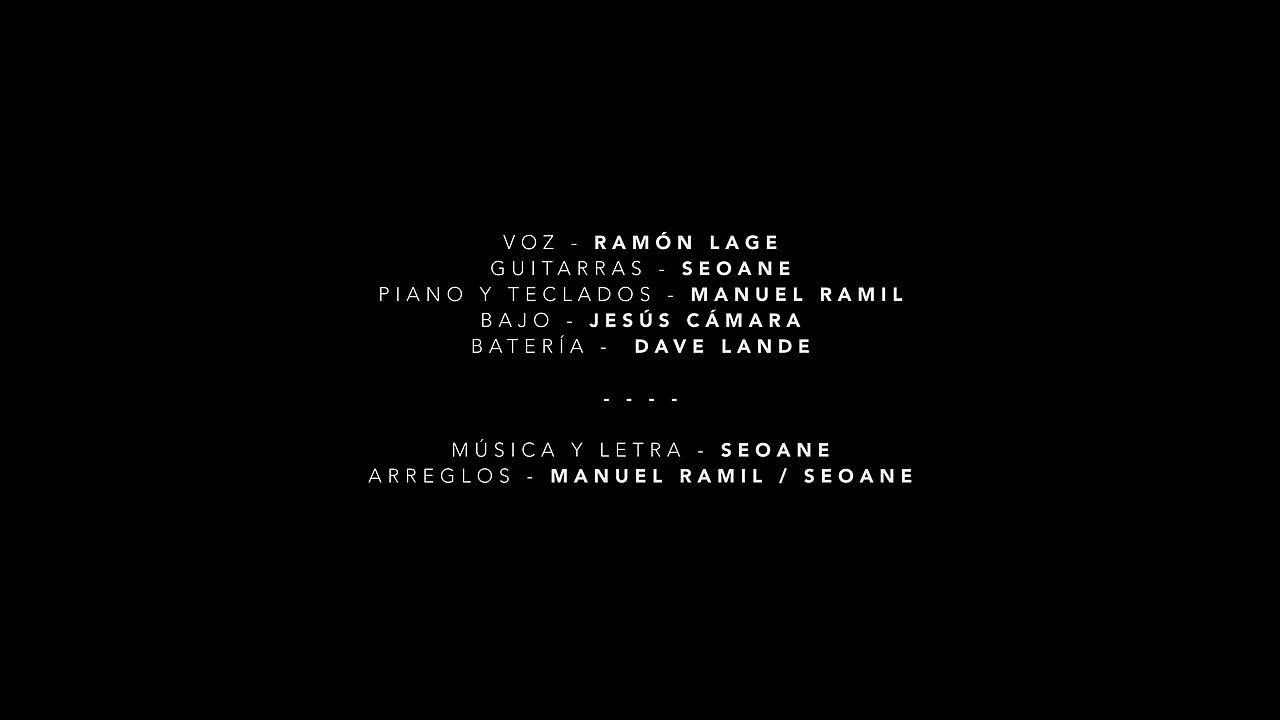 VOZ - RAMÓN LAGE
GUITARRAS - SEOANE
PIANO Y TECLADOS - MANUEL RAMIL
BAJO - JESÚS CÁMARA
BATERÍA - DAVE LANDE
- - - -
MÚSICA Y LETRA - SEOANE
ARREGLOS - MANUEL RAMIL / SEOANE